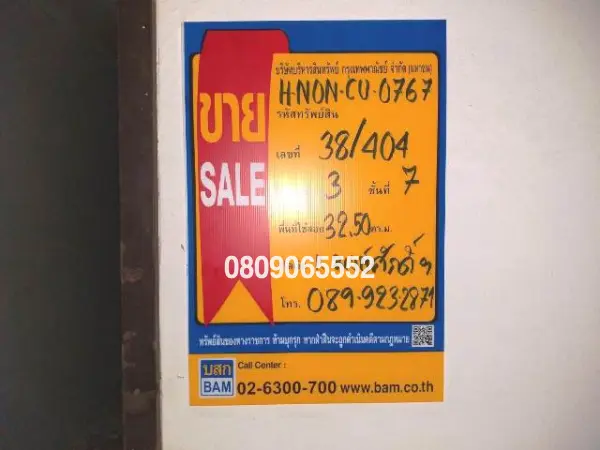 บริษัทบริหารสินทรัพย์ กรุงเทพพาณิชย์ จำกัด (มหาชน)
H-NON-CU-0767
รหัสทรัพย์สิน
ขาย
SALE
เลขที่ 38/404
3 ชั้นที่ 7
พื้นที่ใช้สอย 32.50 ตร.ม.
0809065552
โทร. 089-923-2871
ทรัพย์สินของทางราชการ ห้ามบุกรุก หากฝ่าฝืนจะถูกดำเนินคดีตามกฎหมาย
บสก
BAM
Call Center :
02-6300-700 www.bam.co.th